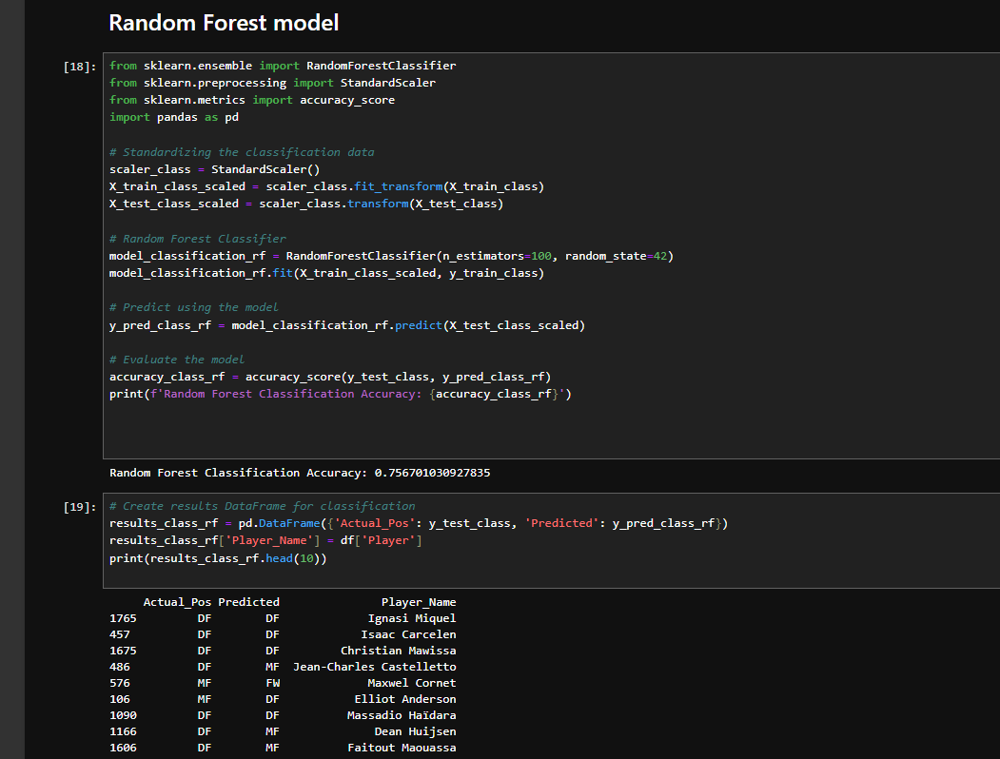 Random Forest model
[18]:
from sklearn.ensemble import RandomForestClassifier
from sklearn.preprocessing import StandardScaler
from sklearn.metrics import accuracy_score
import pandas as pd
# Standardizing the classification data
scaler_class = StandardScaler()
X_train_class_scaled = scaler_class.fit_transform(X_train_class)
X_test_class_scaled = scaler_class.transform(X_test_class)
# Random Forest Classifier
model_classification_rf = RandomForestClassifier(n_estimators=100, random_state=42)
model_classification_rf.fit(X_train_class_scaled, y_train_class)
# Predict using the model
y_pred_class_rf = model_classification_rf.predict(X_test_class_scaled)
# Evaluate the model
accuracy_class_rf = accuracy_score(y_test_class, y_pred_class_rf)
print(f'Random Forest Classification Accuracy: {accuracy_class_rf}')
Random Forest Classification Accuracy: 0.756701030927835
[19]:
# Create results DataFrame for classification
results_class_rf = pd.DataFrame({'Actual_Pos': y_test_class, 'Predicted': y_pred_class_rf})
results_class_rf['Player_Name'] = df['Player']
print(results_class_rf.head(10))
Actual_Pos Predicted Player_Name
1765 DF DF Ignasi Miquel
457 DF DF Isaac Carcelen
1675 DF DF Christian Mawissa
486 DF MF Jean-Charles Castelletto
576 MF FW Maxwel Cornet
106 MF DF Elliot Anderson
1090 DF DF Massadio Haïdara
1166 DF MF Dean Huijsen
1606 DF MF Faitout Maouassa